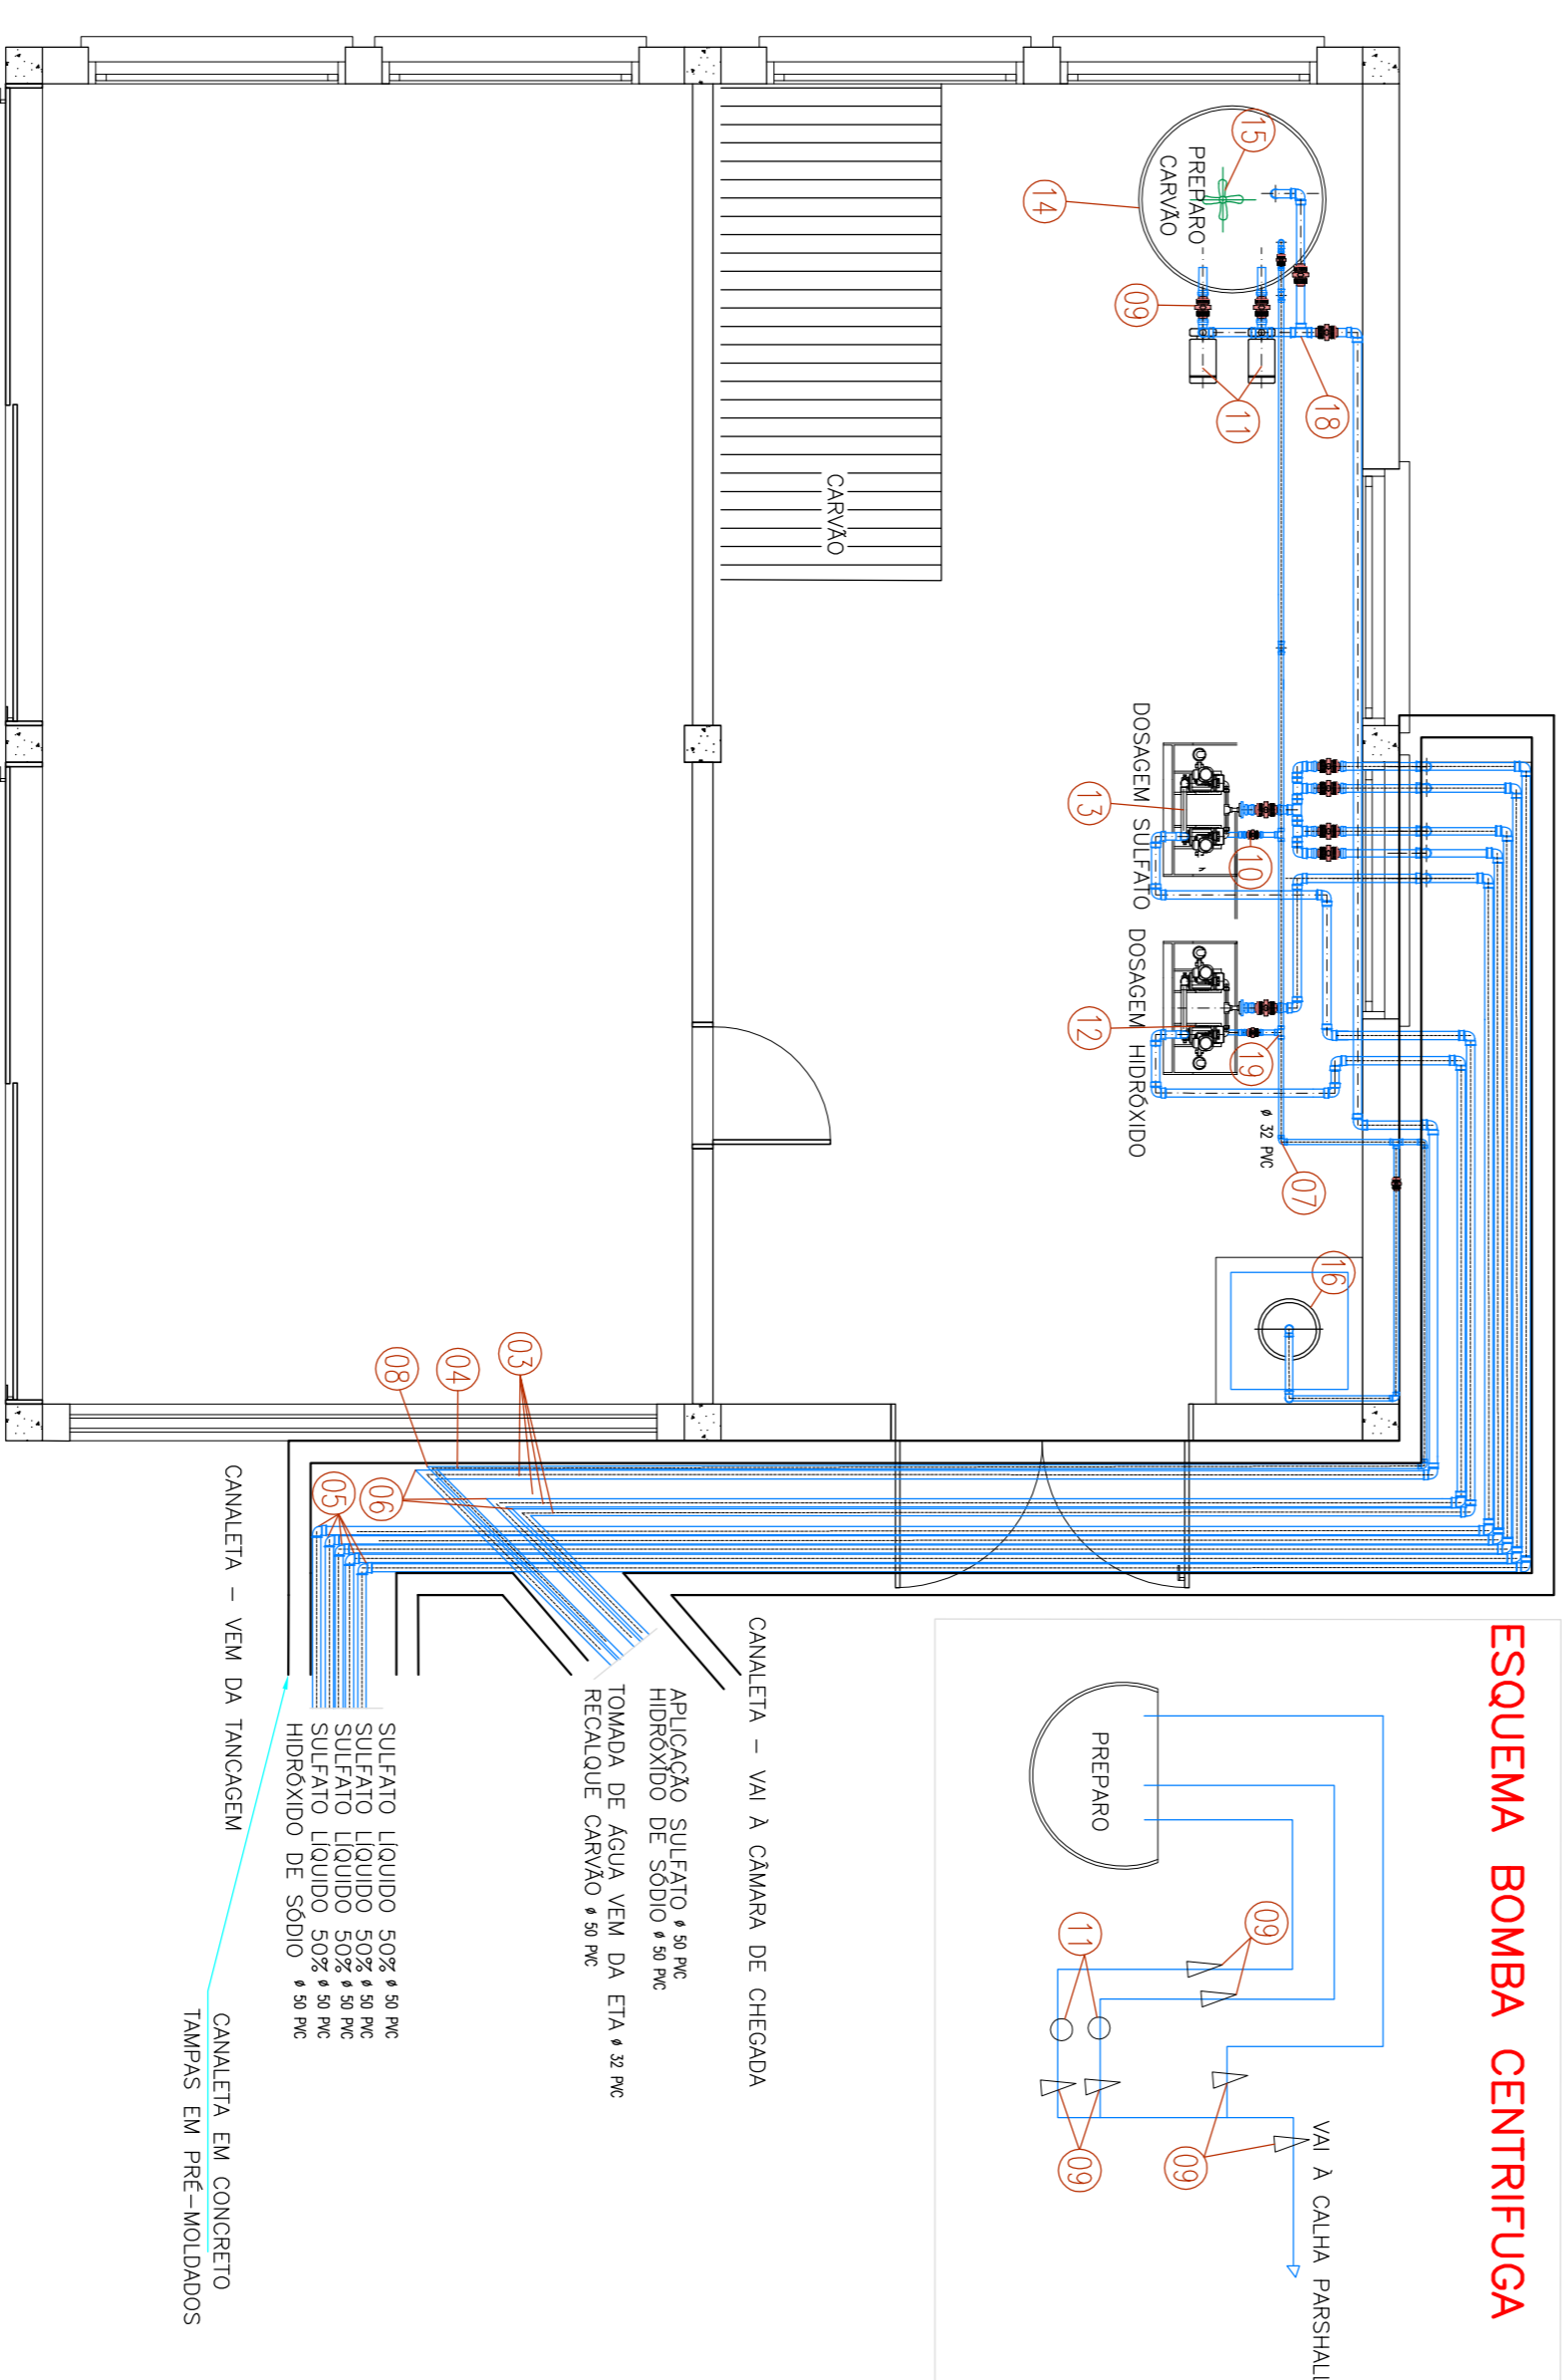 ESQUEMA BOMBA CENTRIFUGA
VAI À CALHA PARSHALL
PREPARO
09
09
09
11
15
PREPARO
CARVÃO
14
09
11
18
CARVÃO
DOSAGEM SULFATO
13
10
DOSAGEM HIDRÓXIDO
12
19
ø 32 PVC
07
16
03
04
08
06
05
CANALETA - VAI À CÂMARA DE CHEGADA
APLICAÇÃO SULFATO ø 50 PVC
HIDRÓXIDO DE SÓDIO ø 50 PVC
TOMADA DE ÁGUA VEM DA ETA ø 32 PVC
RECALQUE CARVÃO ø 50 PVC
SULFATO LÍQUIDO 50% ø 50 PVC
SULFATO LÍQUIDO 50% ø 50 PVC
SULFATO LÍQUIDO 50% ø 50 PVC
SULFATO LÍQUIDO 50% ø 50 PVC
HIDRÓXIDO DE SÓDIO ø 50 PVC
CANALETA - VEM DA TANCAGEM
CANALETA EM CONCRETO
TAMPAS EM PRÉ-MOLDADOS